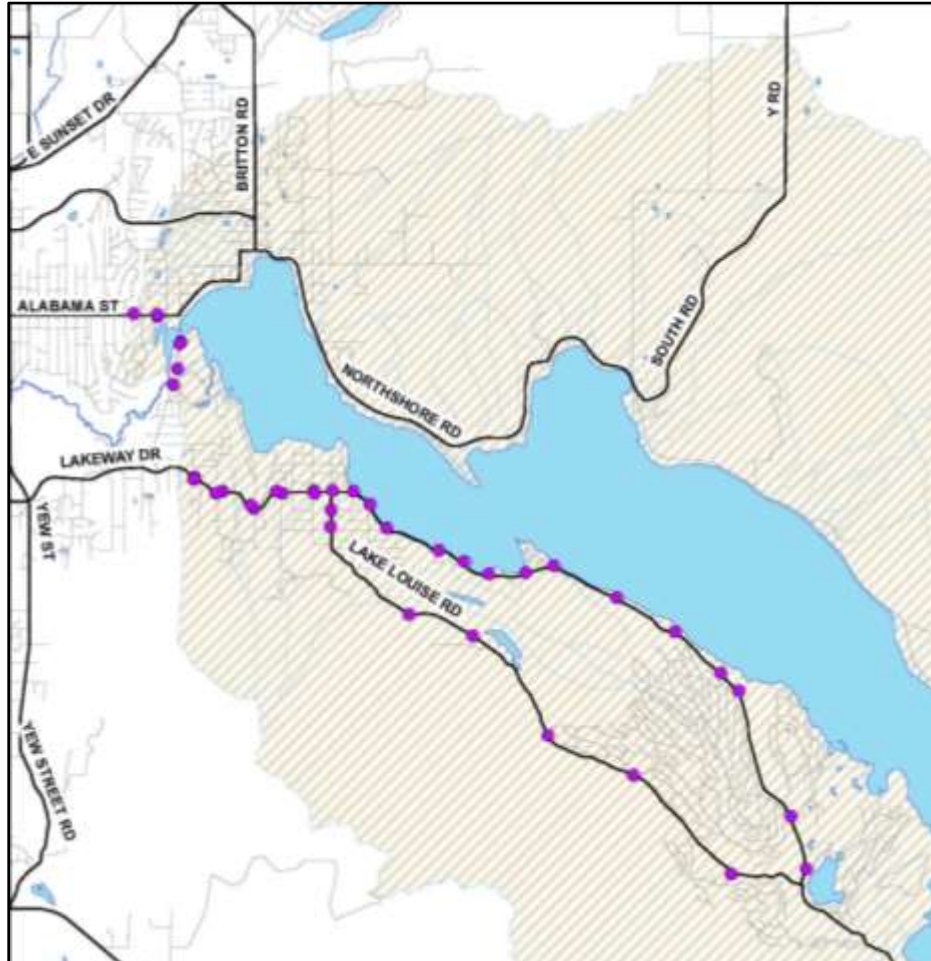 E SUNSET DR
BRITTON RD
Y RD
ALABAMA ST
SOUTH RD
NORTHSHORE RD
LAKEWAY DR
YEW ST
LAKE LOUISE RD
YEW STREET RD